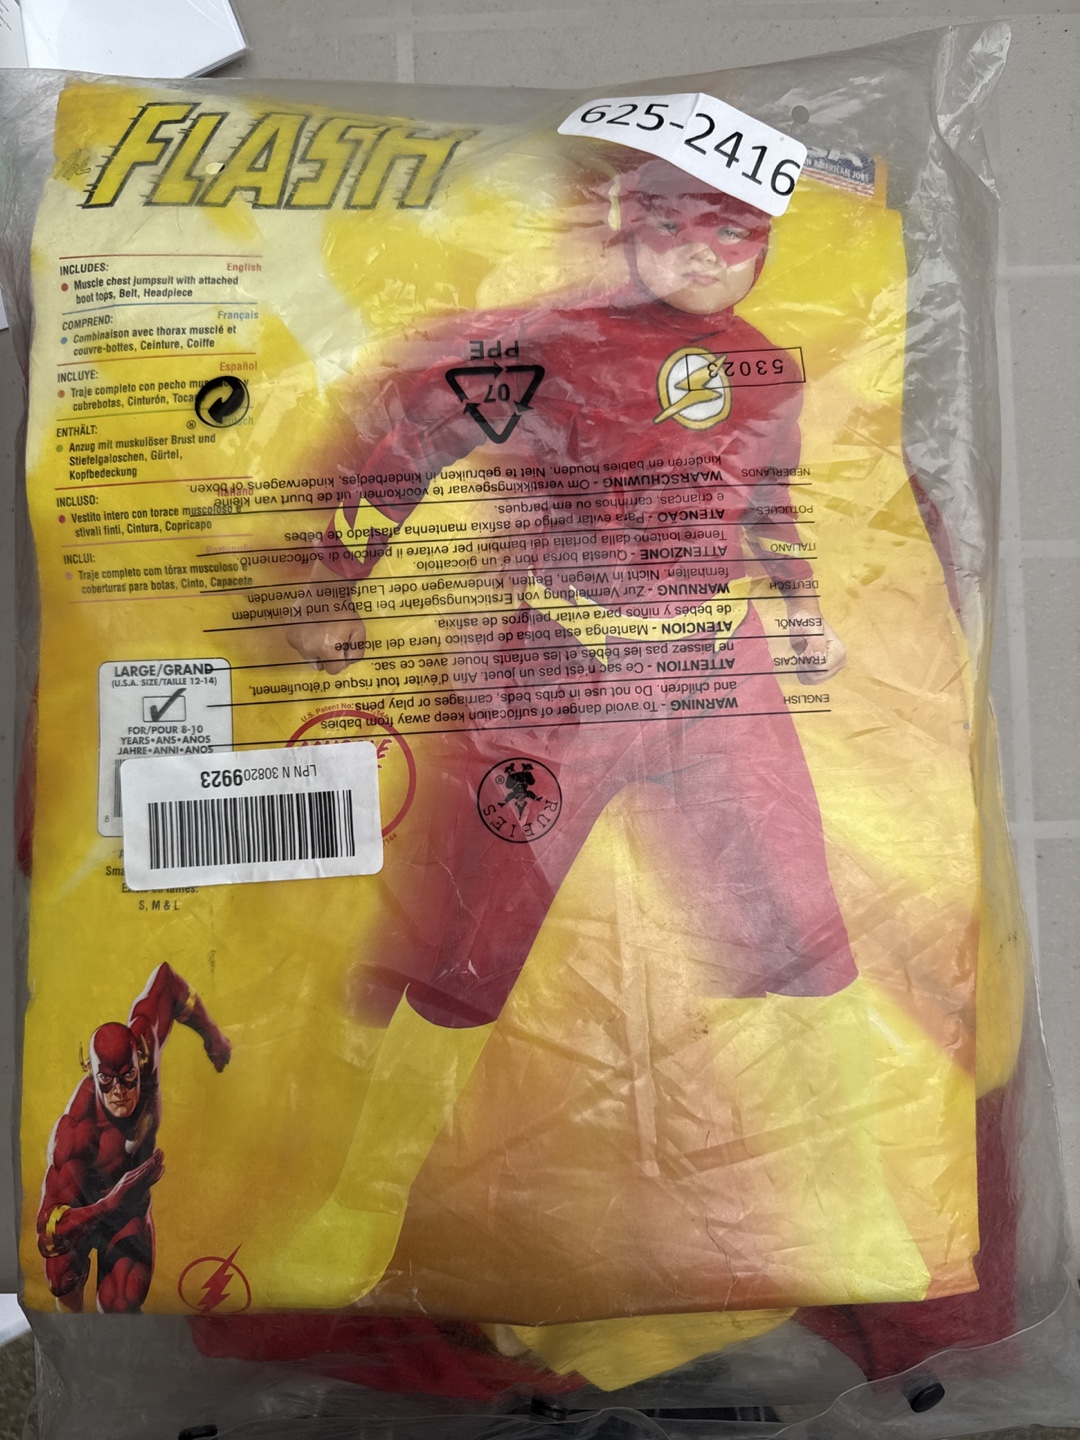 The FLASH
625-2416
INCLUDES: English
Muscle chest jumpsuit with attached
boot tops, Belt, Headpiece
COMPREND: Français
Combinaison avec thorax musclé et
couvre-bottes, Ceinture, Coiffe
INCLUYE: Español
Traje completo con pecho
cubrebotas, Cinturón,
ENTHÄLT:
Anzug mit muskulöser Brust und
Stiefelgaloschen, Gürtel,
Kopfbedeckung
INCLUSO: Italiano
Vestito intero con torace muscoloso e
stivali finti, Cintura, Copricapo
INCLUI:
Traje completo com tórax musculoso e
coberturas para botas, Cinto, Capacete
LARGE/GRAND
(U.S.A. SIZE/TAILLE 12-14)
FOR/POUR 8-10
YEARS•ANS•AÑOS
JAHRE•ANNI•ANOS
LPN N 308209923
S, M & L
U.S. Patent No:
RUBIES
®
ENGLISH WARNING - To avoid danger of suffocation keep away from babies
and children. Do not use in cribs, beds, carriages or play pens.
FRANÇAIS ATTENTION - Ce sac n'est pas un jouet. Afin d'éviter tout risque d'étouffement,
ne laissez pas les bébés et les enfants jouer avec ce sac.
ESPAÑOL ATENCION - Mantenga esta bolsa de plástico fuera del alcance
de bebés y niños para evitar peligros de asfixia.
DEUTSCH WARNUNG - Zur Vermeidung von Erstickungsgefahr bei Babys und Kleinkindern
fernhalten. Nicht in Wiegen, Betten, Kinderwagen oder Laufställen verwenden.
ITALIANO ATTENZIONE - Questa borsa non e'un giocattolo.
Tenere lonteno dalla portata dei bambini per evitare il pericolo di soffocamento
POTUGUES ATENÇAO - Para evitar perigo de asfixia mantenha afastado de bébes
e crianças, carrinhos ou em parques.
NEDERLANDS WAARSCHUWING - Om verstikkingsgevaar te voorkomen, uit de buurt van kleine
kinderen en babies houden. Niet te gebruiken in kinderbedjes, kinderwagens of boxen.
07
PPE
53023